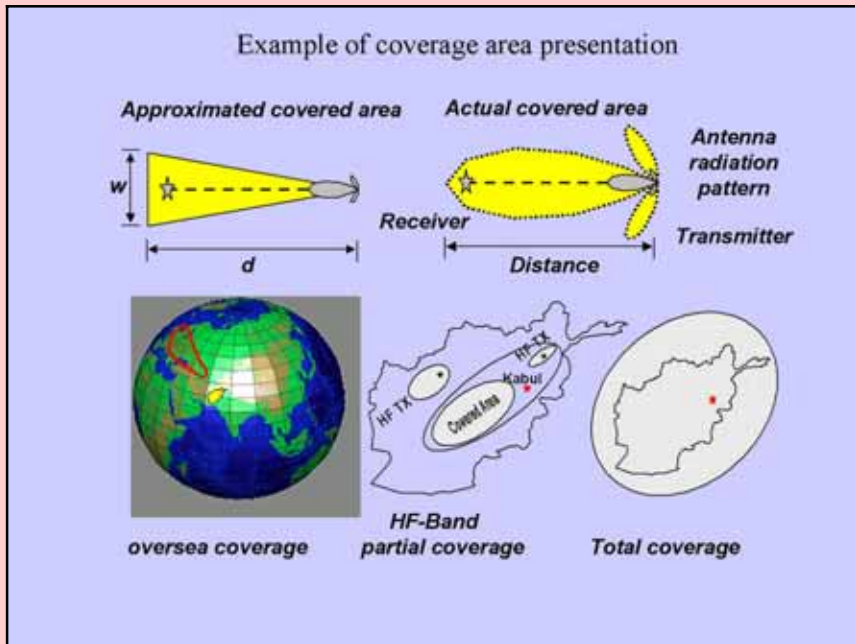 Example of coverage area presentation
Approximated covered area
Actual covered area
Antenna
radiation
pattern
w
Receiver
Transmitter
d
Distance
HF TX
HF TX
Kabul
Covered Area
oversea coverage
HF-Band
partial coverage
Total coverage